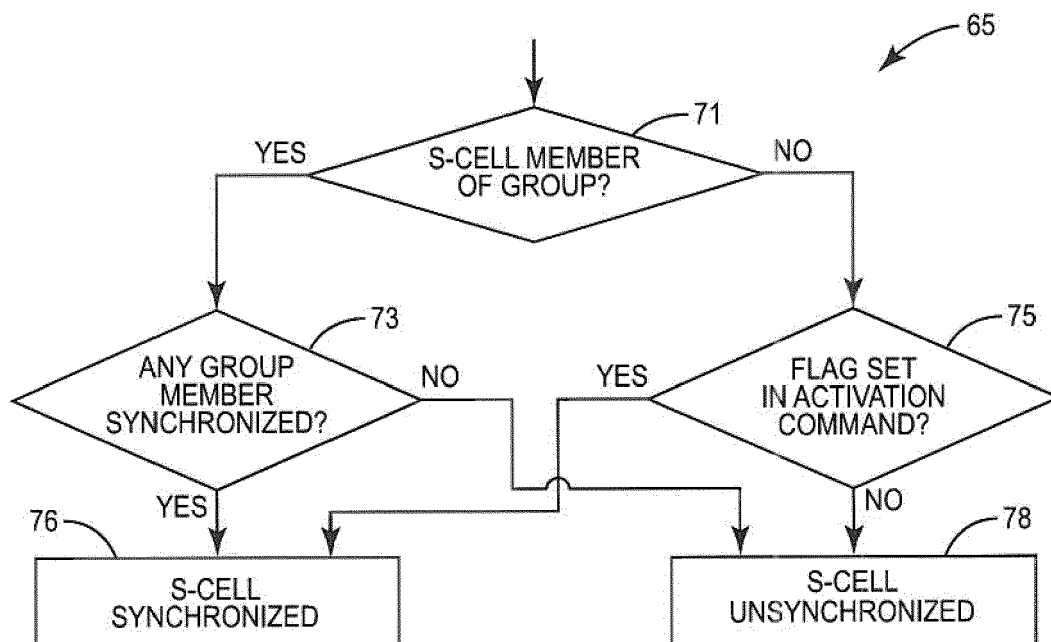 65
71
YES
S-CELL MEMBER
OF GROUP?
NO
73
ANY GROUP
MEMBER
SYNCHRONIZED?
NO
YES
75
FLAG SET
IN ACTIVATION
COMMAND?
YES
NO
76
S-CELL
SYNCHRONIZED
78
S-CELL
UNSYNCHRONIZED